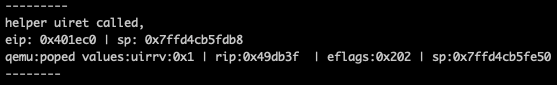 ---------
helper uiret called,
eip: 0x401ec0 | sp: 0x7ffd4cb5fdb8
qemu:poped values:uirrv:0x1 | rip:0x49db3f  | eflags:0x202 | sp:0x7ffd4cb5fe50
--------